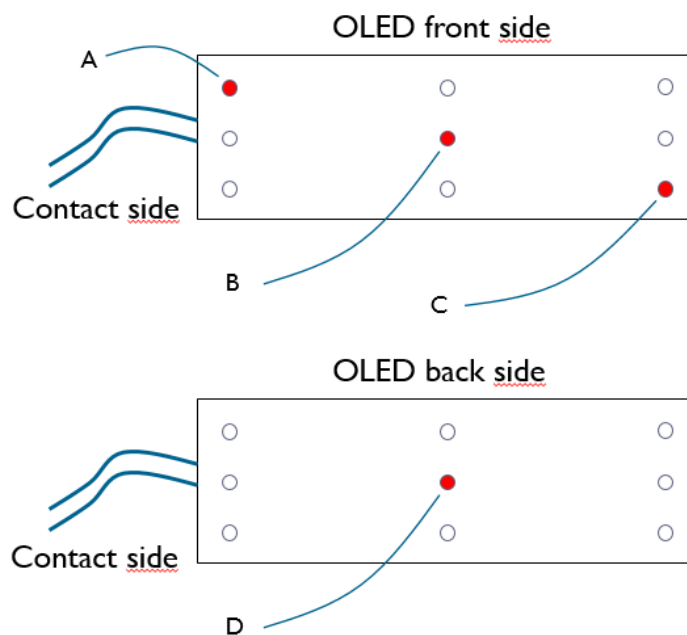 OLED front side
A
Contact side
B
C
OLED back side
Contact side
D